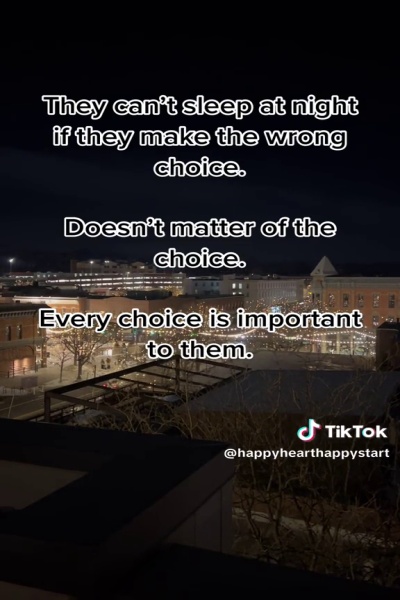 They can't sleep at night
if they make the wrong
choice.
Doesn't matter of the
choice.
Every choice is important
to them.
TikTok
@happyhearthappystart